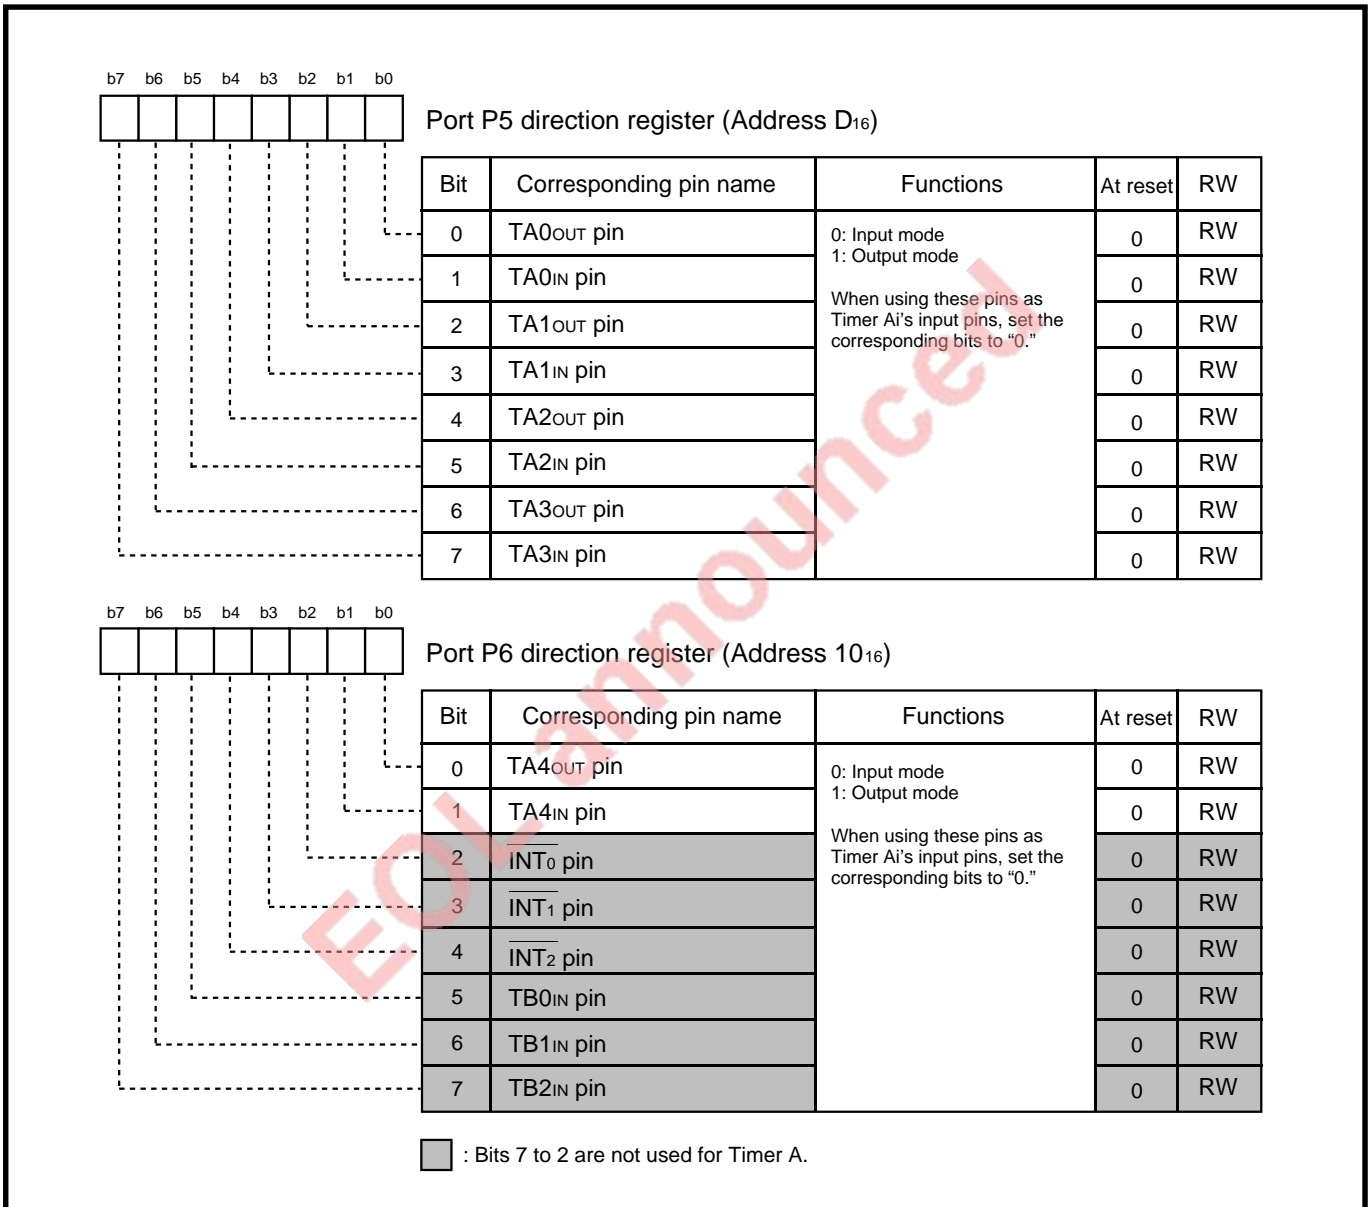 b7 b6 b5 b4 b3 b2 b1 b0
Port P5 direction register (Address D16)
Bit Corresponding pin name Functions At reset RW
0 TA0OUT pin 0 RW
1 TA0IN pin 0 RW
2 TA1OUT pin 0 RW
3 TA1IN pin 0 RW
4 TA2OUT pin 0 RW
5 TA2IN pin 0 RW
6 TA3OUT pin 0 RW
7 TA3IN pin 0 RW
0: Input mode
1: Output mode
When using these pins as
Timer Ai’s input pins, set the
corresponding bits to “0.”
b7 b6 b5 b4 b3 b2 b1 b0
Port P6 direction register (Address 1016)
Bit Corresponding pin name Functions At reset RW
0 TA4OUT pin 0 RW
1 TA4IN pin 0 RW
2 INT0 pin 0 RW
3 INT1 pin 0 RW
4 INT2 pin 0 RW
5 TB0IN pin 0 RW
6 TB1IN pin 0 RW
7 TB2IN pin 0 RW
0: Input mode
1: Output mode
When using these pins as
Timer Ai’s input pins, set the
corresponding bits to “0.”
: Bits 7 to 2 are not used for Timer A.
EOL announced